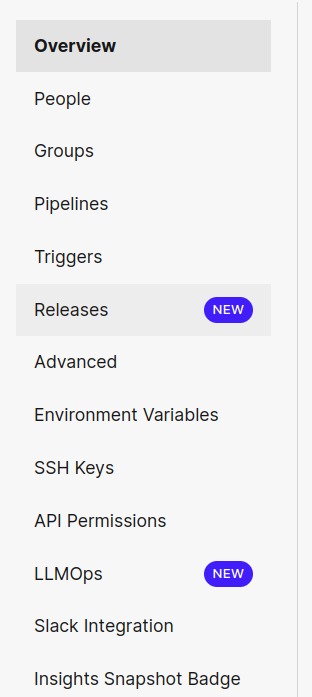 Overview
People
Groups
Pipelines
Triggers
Releases NEW
Advanced
Environment Variables
SSH Keys
API Permissions
LLMOps NEW
Slack Integration
Insights Snapshot Badge